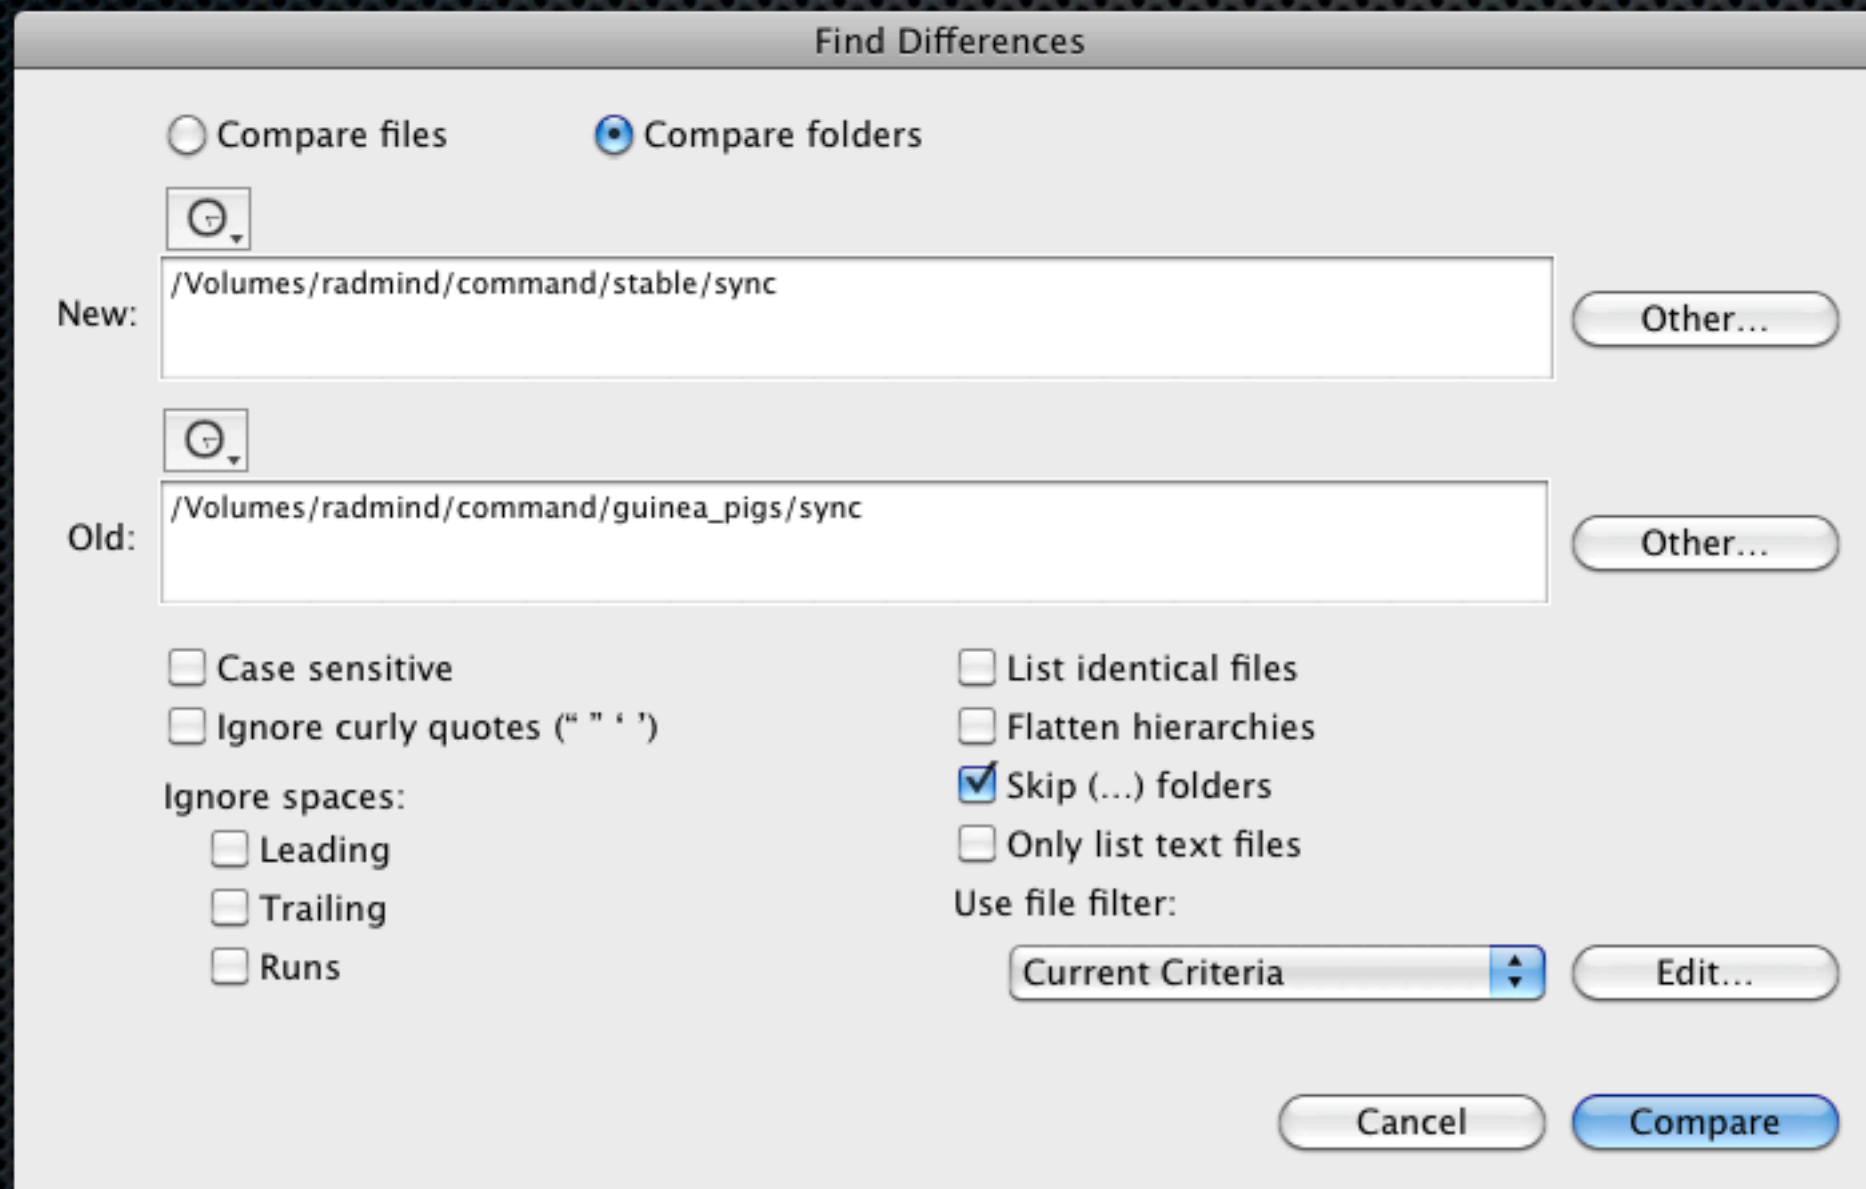 Find Differences
Compare files
Compare folders
New:
/Volumes/radmind/command/stable/sync
Other...
Old:
/Volumes/radmind/command/guinea_pigs/sync
Other...
Case sensitive
Ignore curly quotes (“ ” ‘ ’)
Ignore spaces:
Leading
Trailing
Runs
List identical files
Flatten hierarchies
Skip (...) folders
Only list text files
Use file filter:
Current Criteria
Edit...
Cancel
Compare